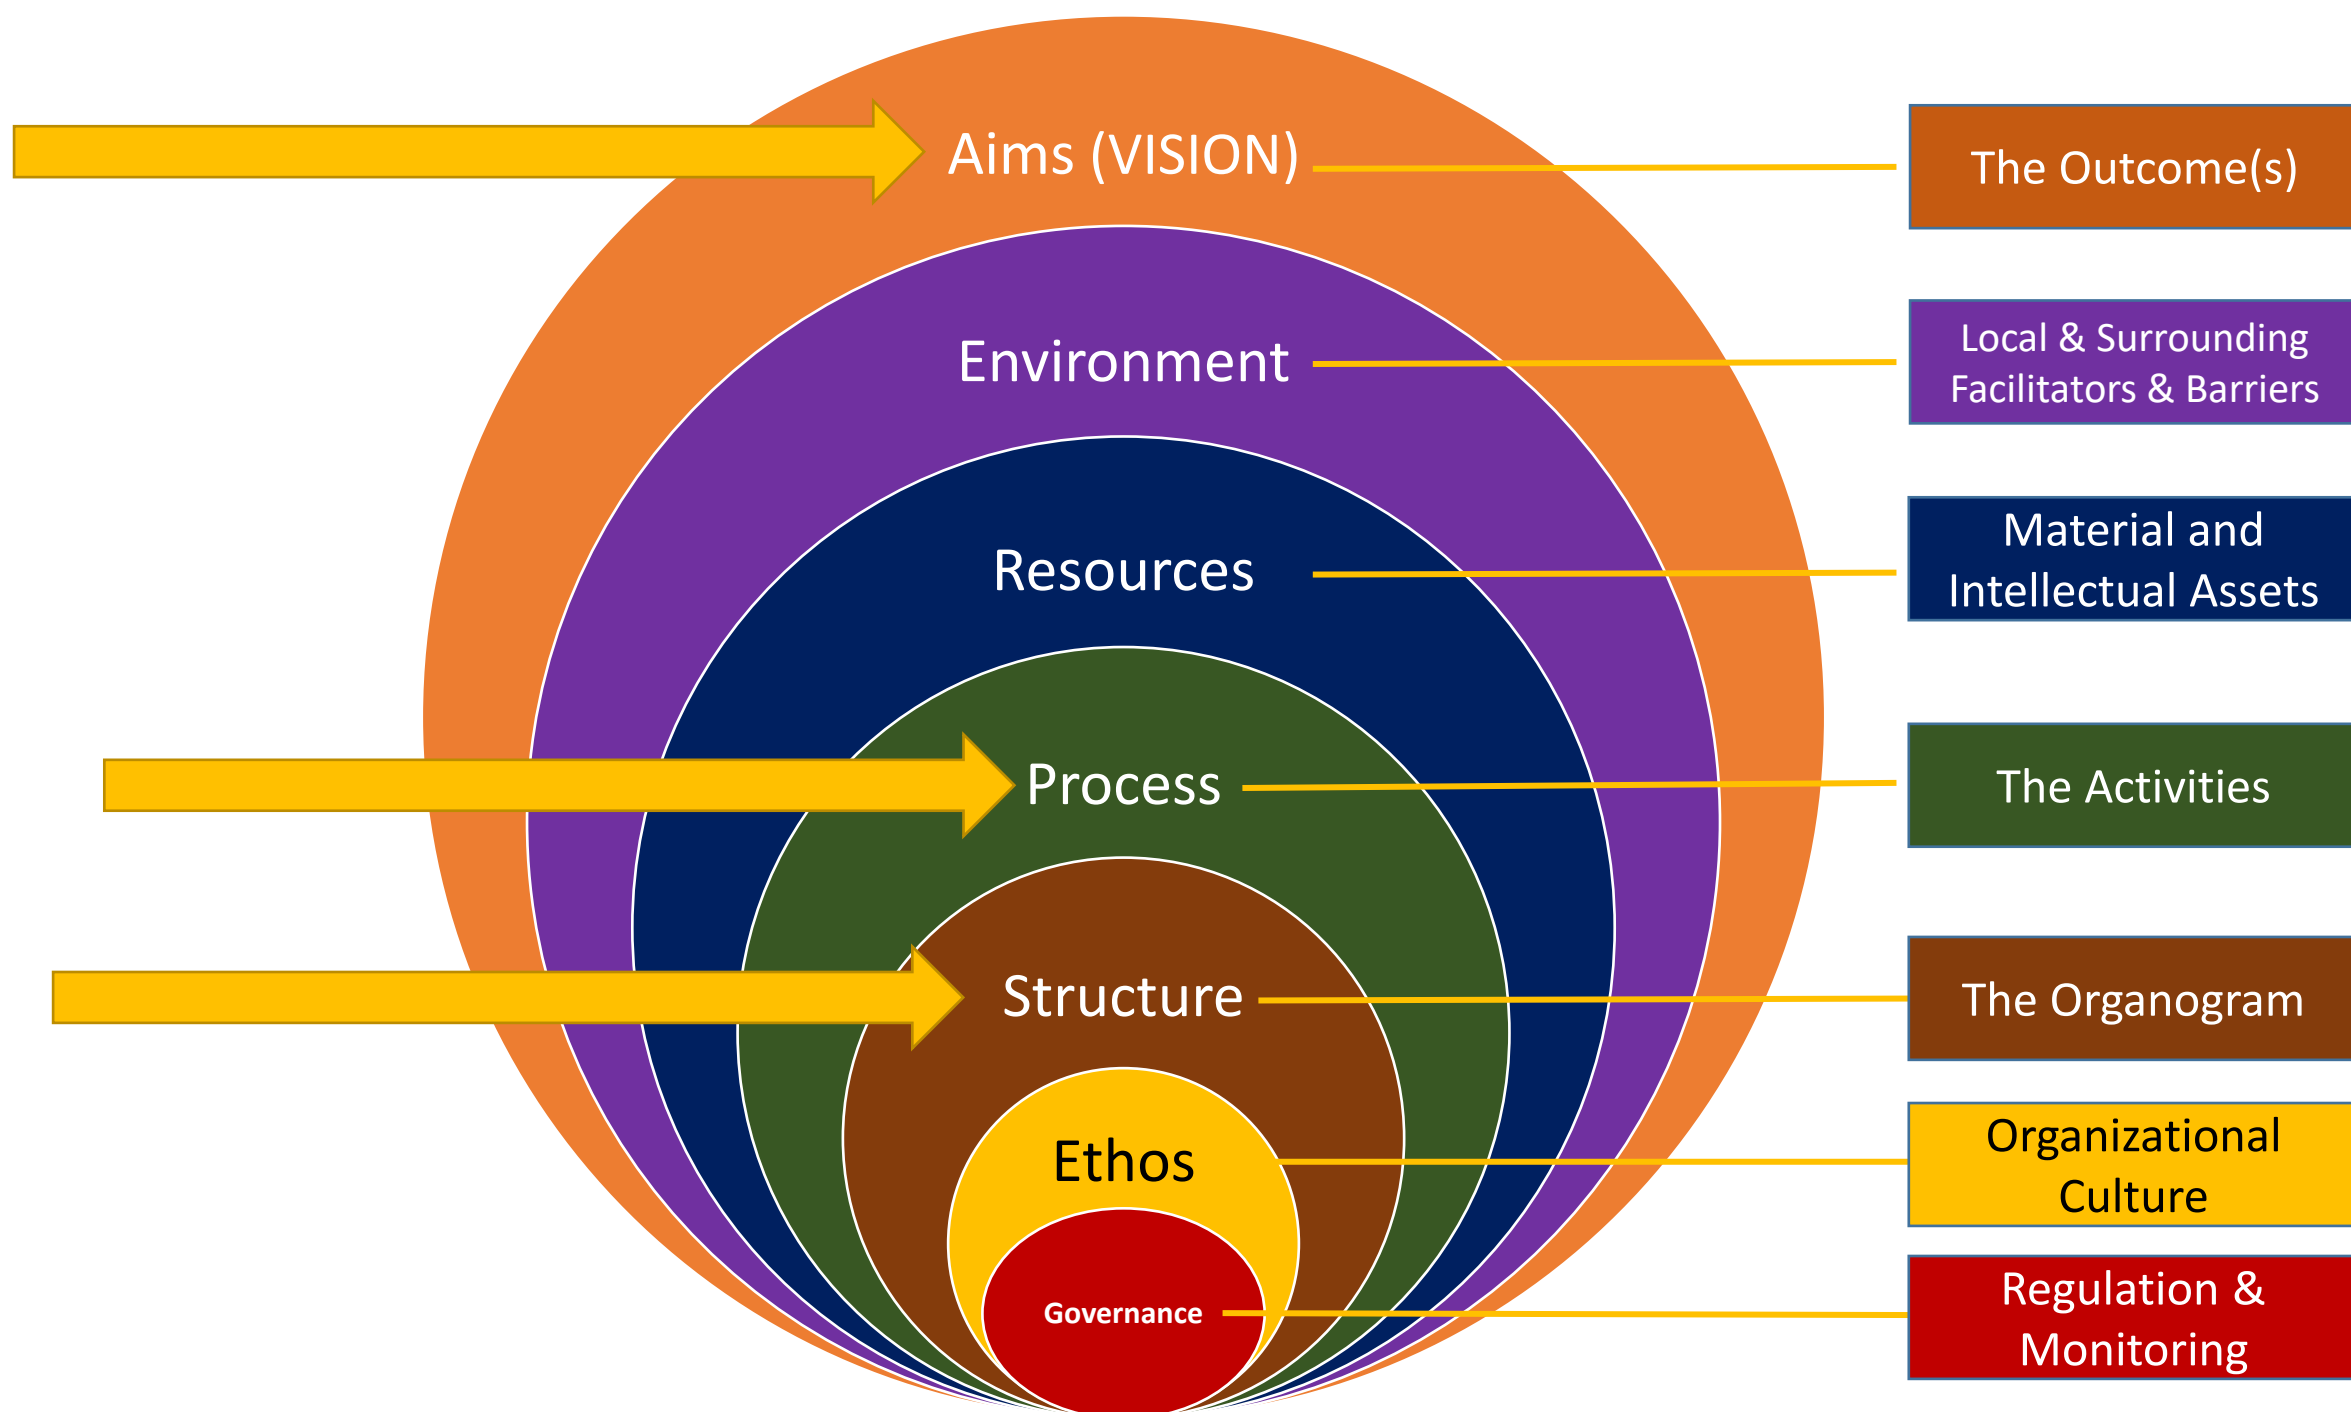 Aims (VISION)
The Outcome(s)
Environment
Local & Surrounding
Facilitators & Barriers
Resources
Material and
Intellectual Assets
Process
The Activities
Structure
The Organogram
Ethos
Organizational
Culture
Governance
Regulation &
Monitoring